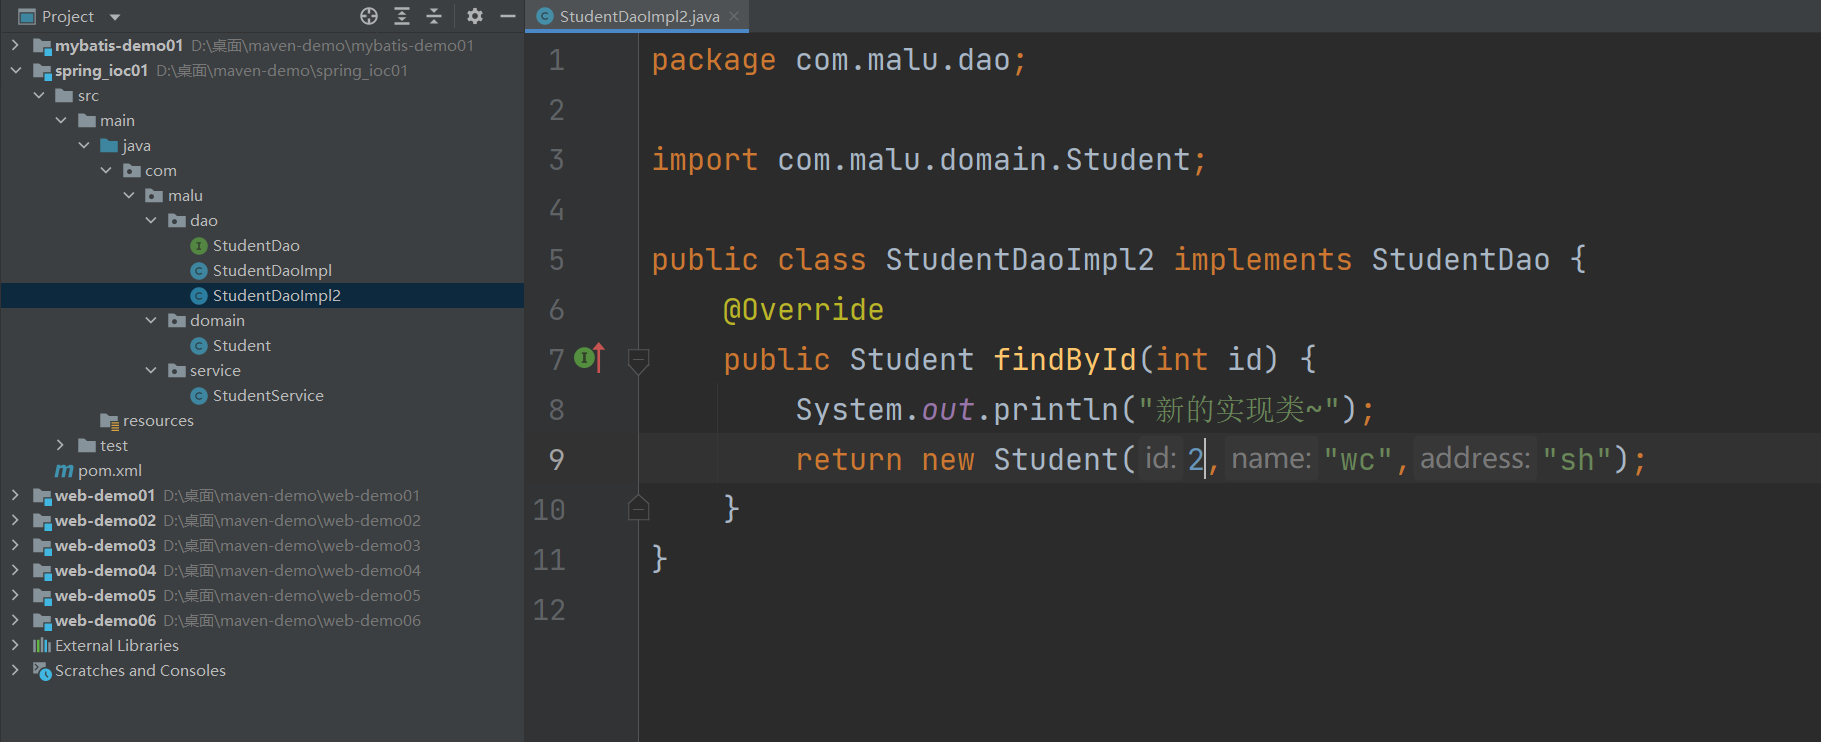 Project
mybatis-demo01 D:\桌面\maven-demo\mybatis-demo01
spring_ioc01 D:\桌面\maven-demo\spring_ioc01
src
main
java
com
malu
dao
StudentDao
StudentDaoImpl
StudentDaoImpl2
domain
Student
service
StudentService
resources
test
pom.xml
web-demo01 D:\桌面\maven-demo\web-demo01
web-demo02 D:\桌面\maven-demo\web-demo02
web-demo03 D:\桌面\maven-demo\web-demo03
web-demo04 D:\桌面\maven-demo\web-demo04
web-demo05 D:\桌面\maven-demo\web-demo05
web-demo06 D:\桌面\maven-demo\web-demo06
External Libraries
Scratches and Consoles
StudentDaoImpl2.java
1 package com.malu.dao;
2
3 import com.malu.domain.Student;
4
5 public class StudentDaoImpl2 implements StudentDao {
6 @Override
7 public Student findById(int id) {
8 System.out.println("新的实现类~");
9 return new Student( id: 2, name: "wc", address: "sh");
10 }
11 }
12